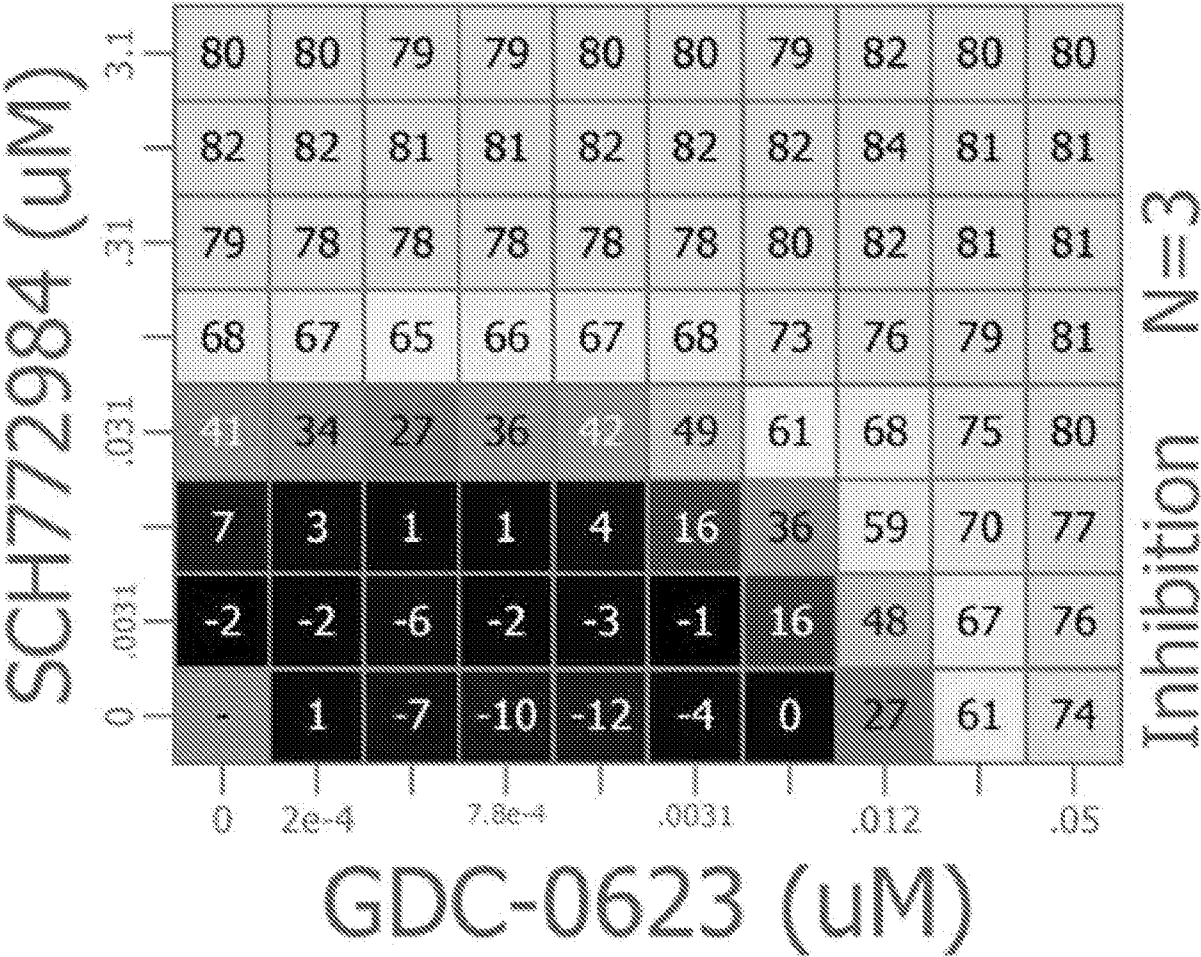 SCH772984 (uM)
3.1 80 80 79 79 80 80 79 82 80 80
82 82 81 81 82 82 82 84 81 81
.31 79 78 78 78 78 78 80 82 81 81
68 67 65 66 67 68 73 76 79 81
.031 41 34 27 36 42 49 61 68 75 80
7 3 1 1 4 16 36 59 70 77
.0031 -2 -2 -6 -2 -3 -1 16 48 67 76
0 - 1 -7 -10 -12 -4 0 27 61 74
0 2e-4 7.8e-4 .0031 .012 .05
GDC-0623 (uM)
Inhibition N=3